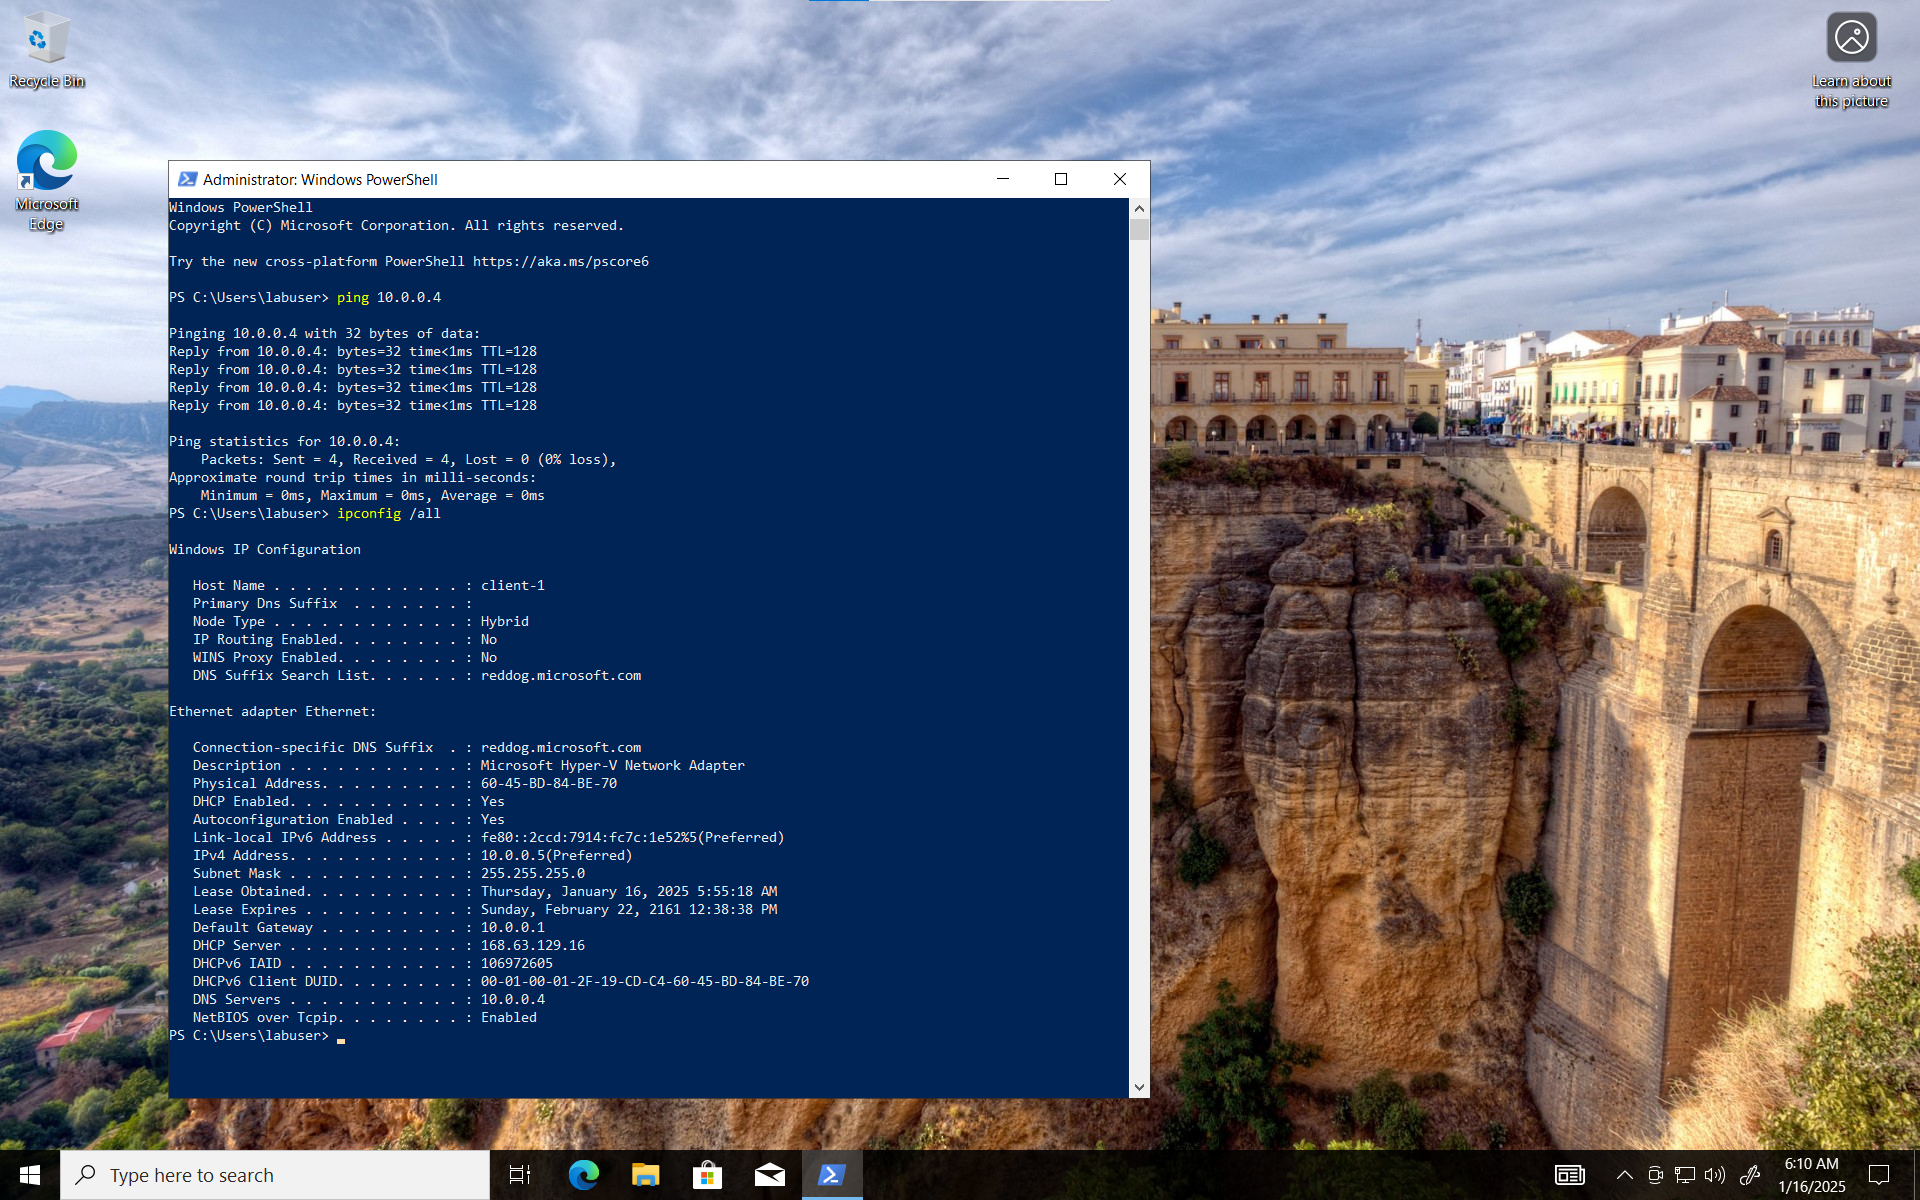 Recycle Bin
Microsoft
Edge
Learn about
this picture
Administrator: Windows PowerShell
Windows PowerShell
Copyright (C) Microsoft Corporation. All rights reserved.
Try the new cross-platform PowerShell https://aka.ms/pscore6
PS C:\Users\labuser> ping 10.0.0.4
Pinging 10.0.0.4 with 32 bytes of data:
Reply from 10.0.0.4: bytes=32 time<1ms TTL=128
Reply from 10.0.0.4: bytes=32 time<1ms TTL=128
Reply from 10.0.0.4: bytes=32 time<1ms TTL=128
Reply from 10.0.0.4: bytes=32 time<1ms TTL=128
Ping statistics for 10.0.0.4:
    Packets: Sent = 4, Received = 4, Lost = 0 (0% loss),
Approximate round trip times in milli-seconds:
    Minimum = 0ms, Maximum = 0ms, Average = 0ms
PS C:\Users\labuser> ipconfig /all
Windows IP Configuration
   Host Name . . . . . . . . . . . . : client-1
   Primary Dns Suffix  . . . . . . . :
   Node Type . . . . . . . . . . . . : Hybrid
   IP Routing Enabled. . . . . . . . : No
   WINS Proxy Enabled. . . . . . . . : No
   DNS Suffix Search List. . . . . . : reddog.microsoft.com
Ethernet adapter Ethernet:
   Connection-specific DNS Suffix  . : reddog.microsoft.com
   Description . . . . . . . . . . . : Microsoft Hyper-V Network Adapter
   Physical Address. . . . . . . . . : 60-45-BD-84-BE-70
   DHCP Enabled. . . . . . . . . . . : Yes
   Autoconfiguration Enabled . . . . : Yes
   Link-local IPv6 Address . . . . . : fe80::2ccd:7914:fc7c:1e52%5(Preferred)
   IPv4 Address. . . . . . . . . . . : 10.0.0.5(Preferred)
   Subnet Mask . . . . . . . . . . . : 255.255.255.0
   Lease Obtained. . . . . . . . . . : Thursday, January 16, 2025 5:55:18 AM
   Lease Expires . . . . . . . . . . : Sunday, February 22, 2161 12:38:38 PM
   Default Gateway . . . . . . . . . : 10.0.0.1
   DHCP Server . . . . . . . . . . . : 168.63.129.16
   DHCPv6 IAID . . . . . . . . . . . : 106972605
   DHCPv6 Client DUID. . . . . . . . : 00-01-00-01-2F-19-CD-C4-60-45-BD-84-BE-70
   DNS Servers . . . . . . . . . . . : 10.0.0.4
   NetBIOS over Tcpip. . . . . . . . : Enabled
PS C:\Users\labuser>
Type here to search
6:10 AM
1/16/2025